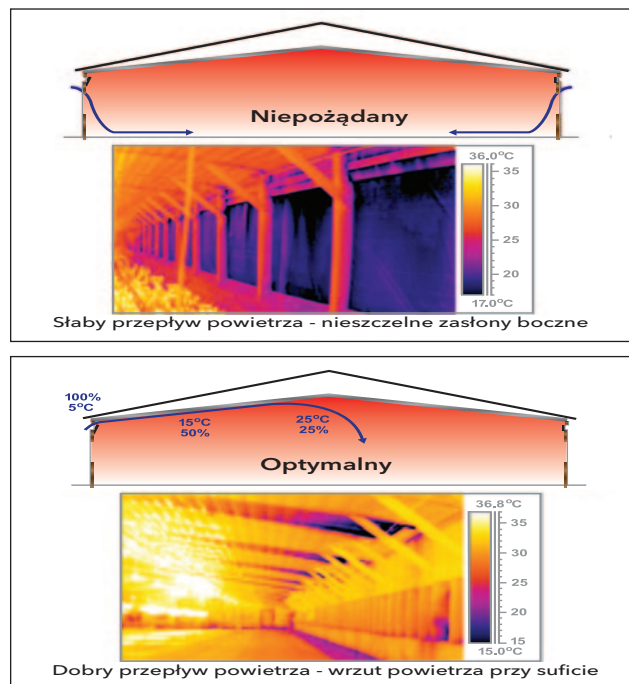 Niepożądany
36.0°C
35
30
25
20
17.0°C
Słaby przepływ powietrza - nieszczelne zasłony boczne
100%
5°C
15°C
50%
25°C
25%
Optymalny
36.8°C
35
30
25
20
15
15.0°C
Dobry przepływ powietrza - wrzut powietrza przy suficie